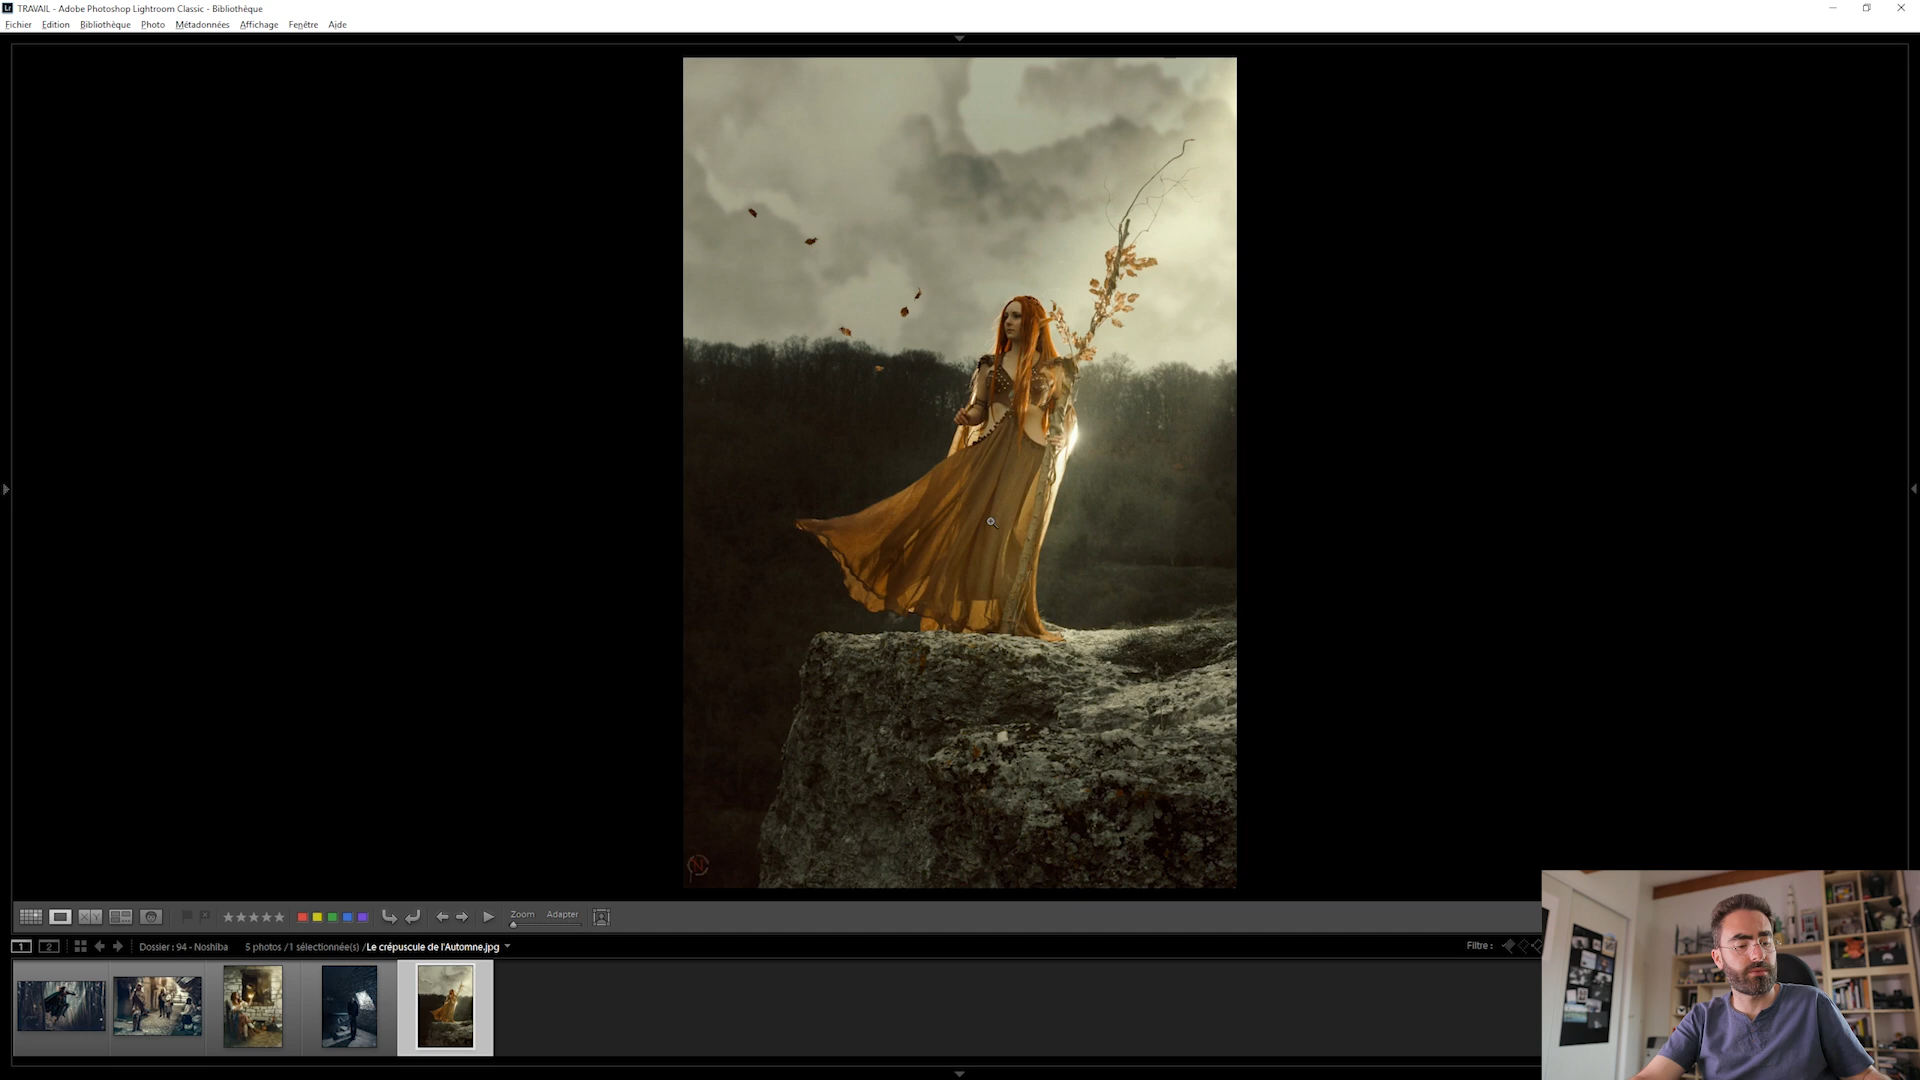 Lr TRAVAIL - Adobe Photoshop Lightroom Classic - Bibliothèque
Fichier Edition Bibliothèque Photo Métadonnées Affichage Fenêtre Aide
Zoom Adapter
1 2 Dossier : 94 - Noshiba 5 photos /1 sélectionnée(s) /Le crépuscule de l'Automne.jpg Filtre :